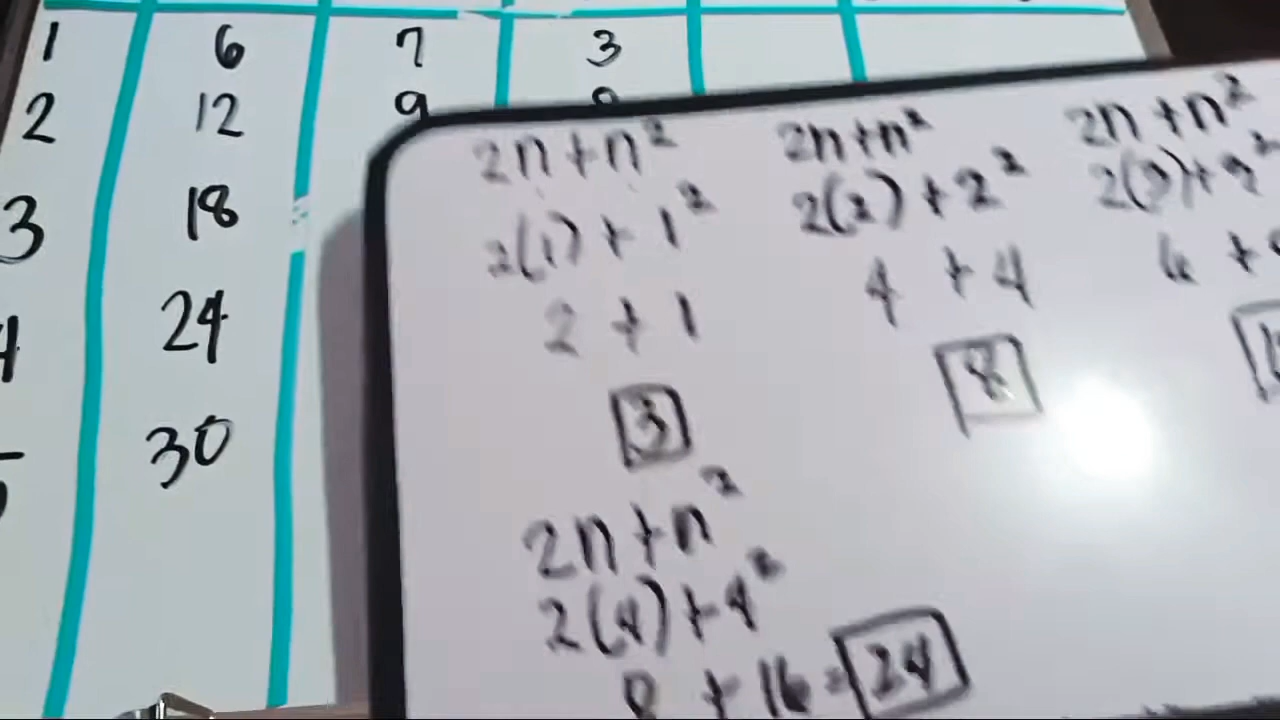 1 6 7 3
2 12 9
3 18
4 24
30
2n+n² 2n+n² 2n+n²
2(1)+1² 2(2)+2²
2 + 1 4 + 4
3 8
2n+n²
2(4)+4²
8 + 16 = 24